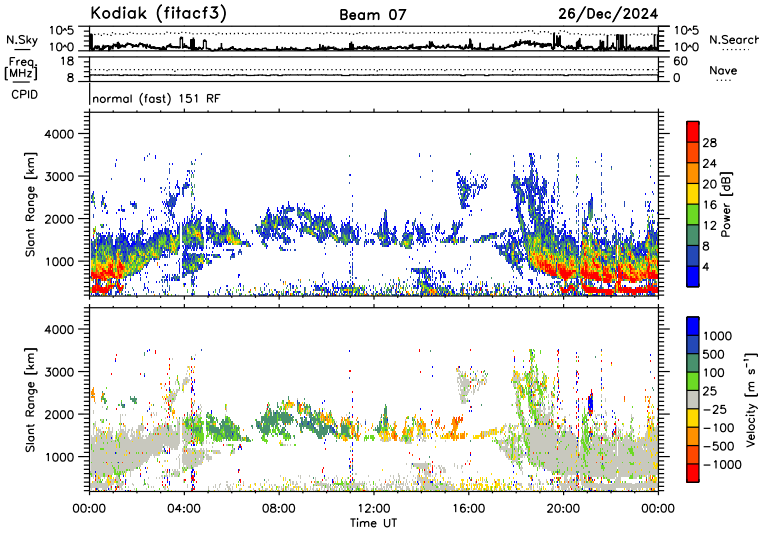 Kodiak (fitacf3) Beam 07 26/Dec/2024
N.Sky 10^5 10^0 10^5 10^0 N.Search
Freq. [MHz] 18 8 60 0 Nave
CPID normal (fast) 151 RF
Slant Range [km] 4000 3000 2000 1000
Power [dB] 28 24 20 16 12 8 4
Slant Range [km] 4000 3000 2000 1000
Velocity [m s⁻¹] 1000 500 100 25 −25 −100 −500 −1000
00:00 04:00 08:00 12:00 16:00 20:00 00:00
Time UT